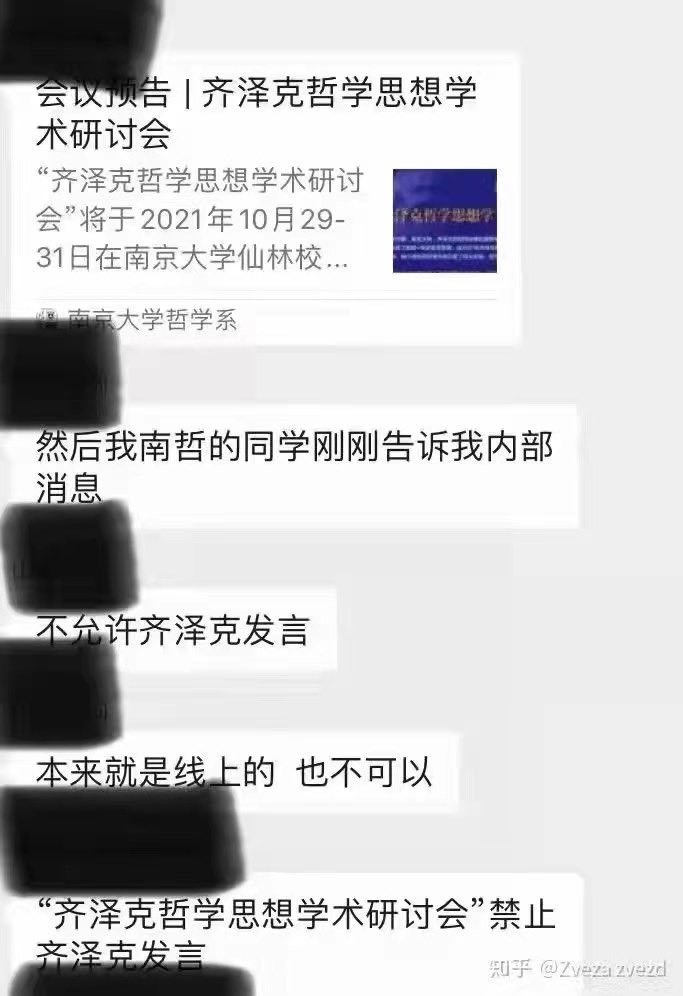 会议预告 | 齐泽克哲学思想学
术研讨会
“齐泽克哲学思想学术研讨
会”将于2021年10月29-
31日在南京大学仙林校...
泽克哲学思想学
南京大学哲学系
然后我南哲的同学刚刚告诉我内部
消息
不允许齐泽克发言
本来就是线上的 也不可以
“齐泽克哲学思想学术研讨会”禁止
齐泽克发言
知乎 @Zveza zvezd